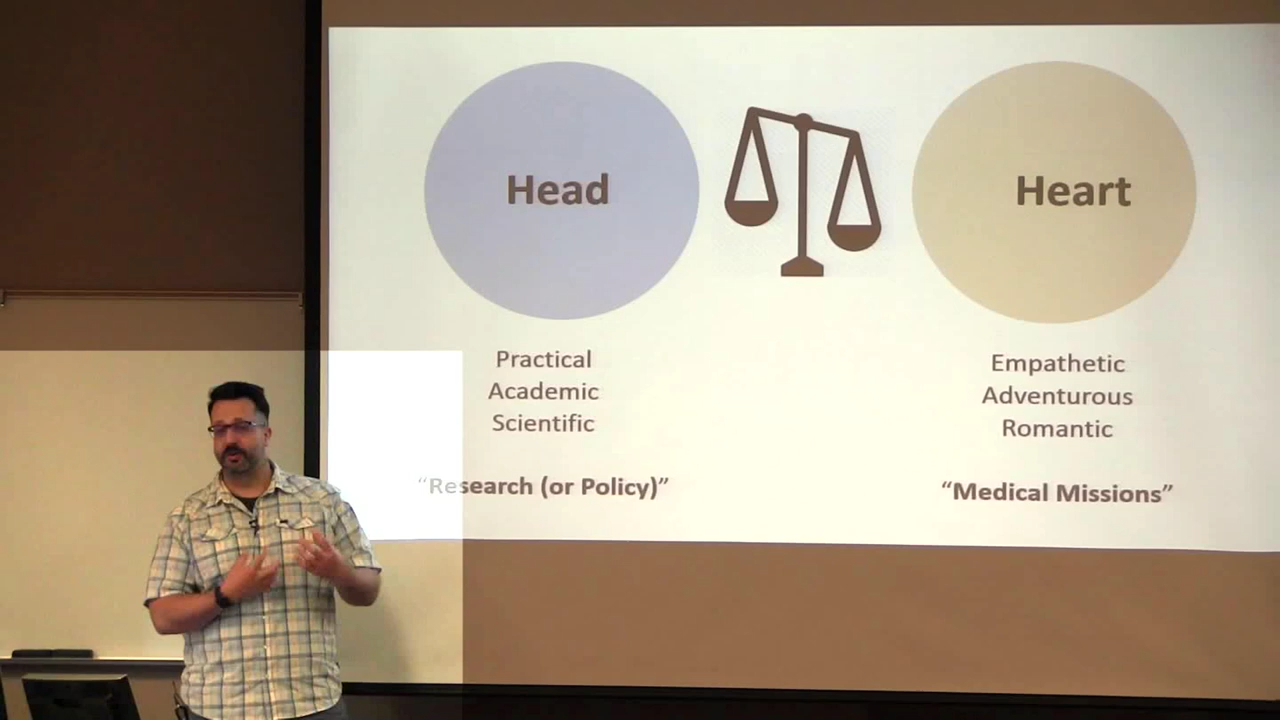 Head
Practical
Academic
Scientific
“Research (or Policy)”
Heart
Empathetic
Adventurous
Romantic
“Medical Missions”